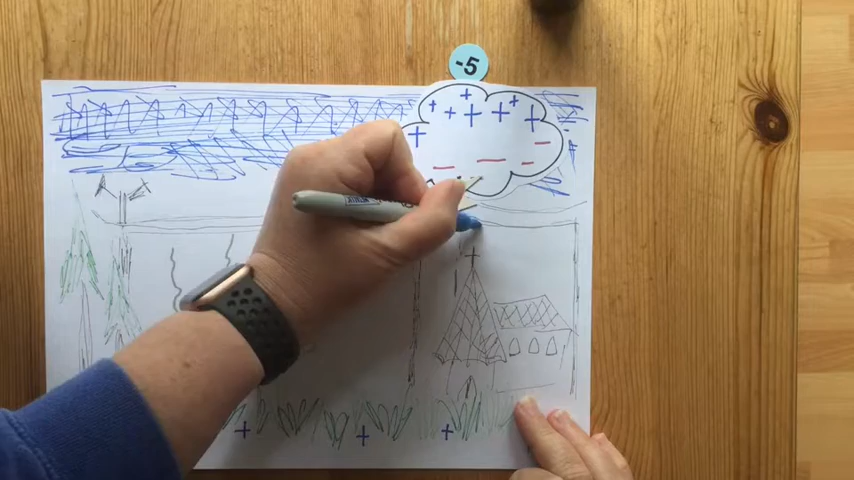 -5
+ + + + + + +
+
— — — —
+ + +